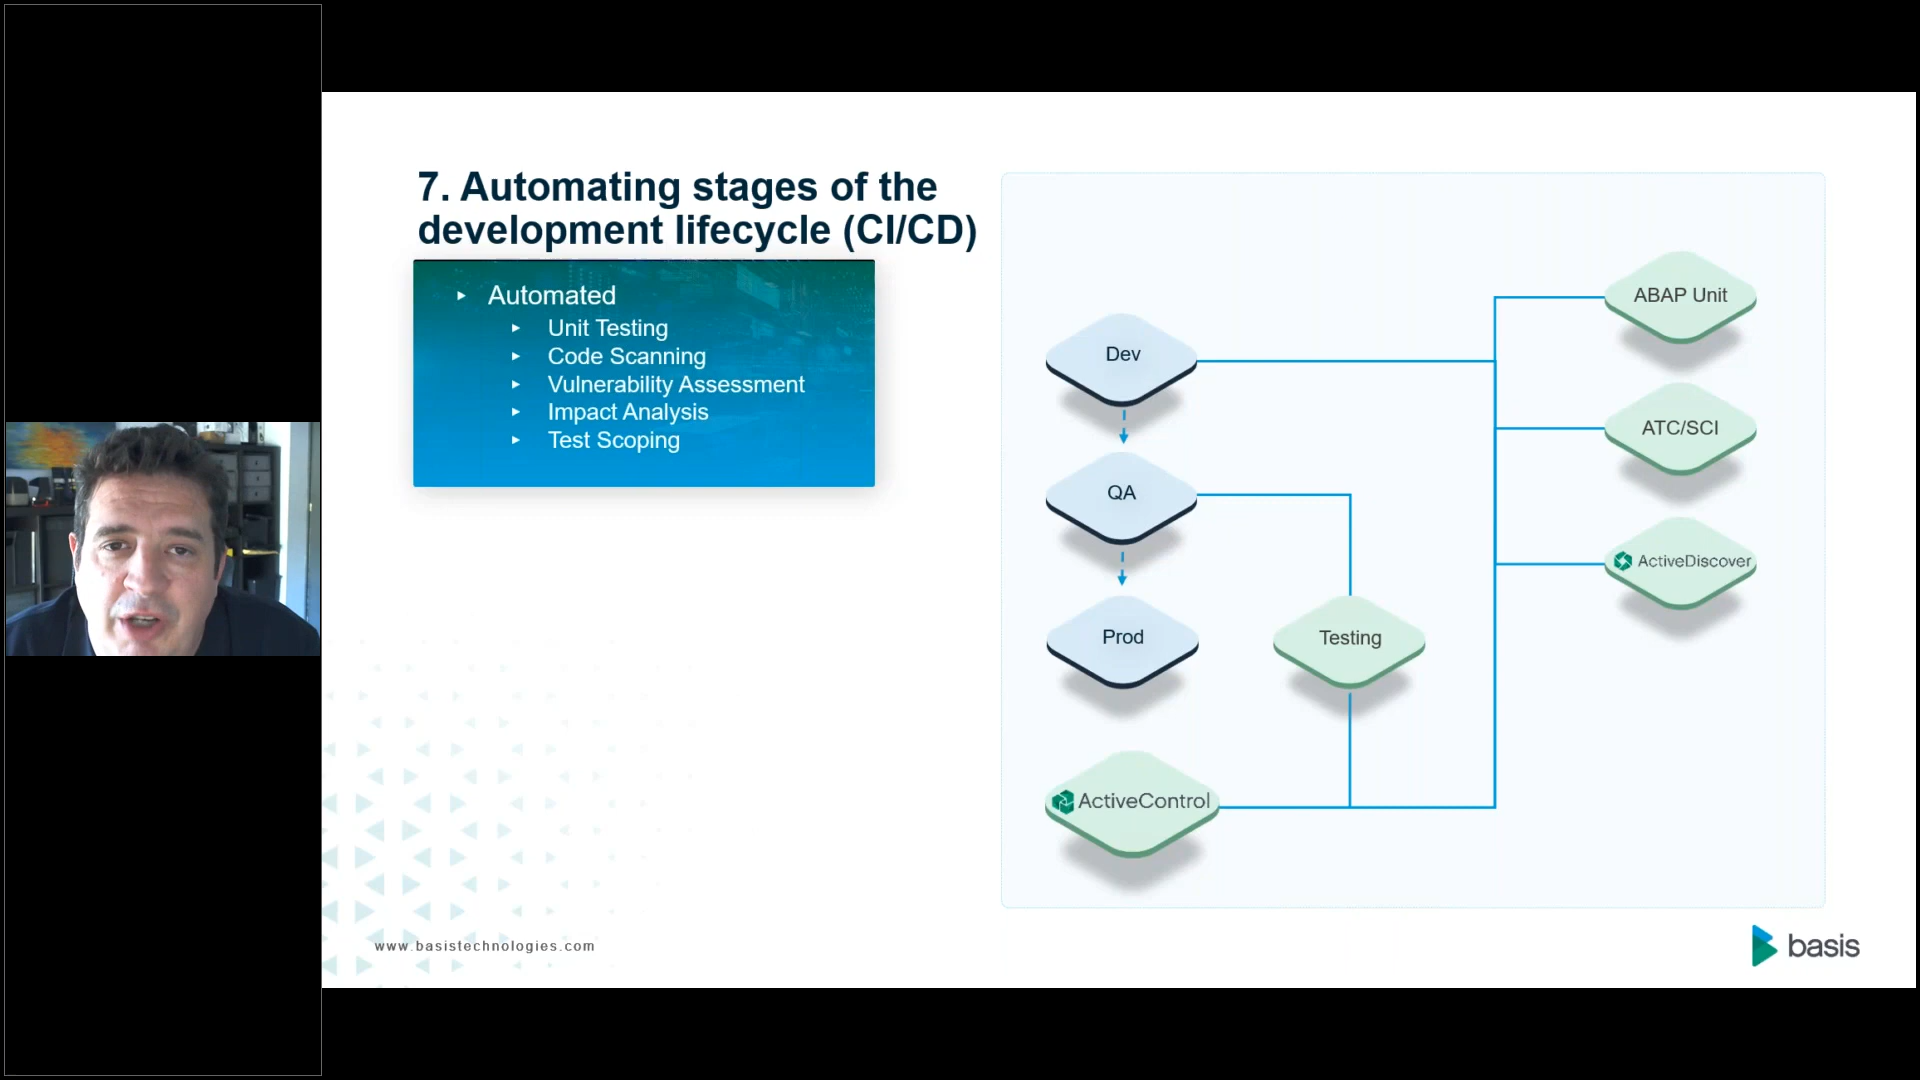 7. Automating stages of the
development lifecycle (CI/CD)
Automated
Unit Testing
Code Scanning
Vulnerability Assessment
Impact Analysis
Test Scoping
Dev
QA
Prod
ActiveControl
Testing
ABAP Unit
ATC/SCI
ActiveDiscover
www.basistechnologies.com
basis